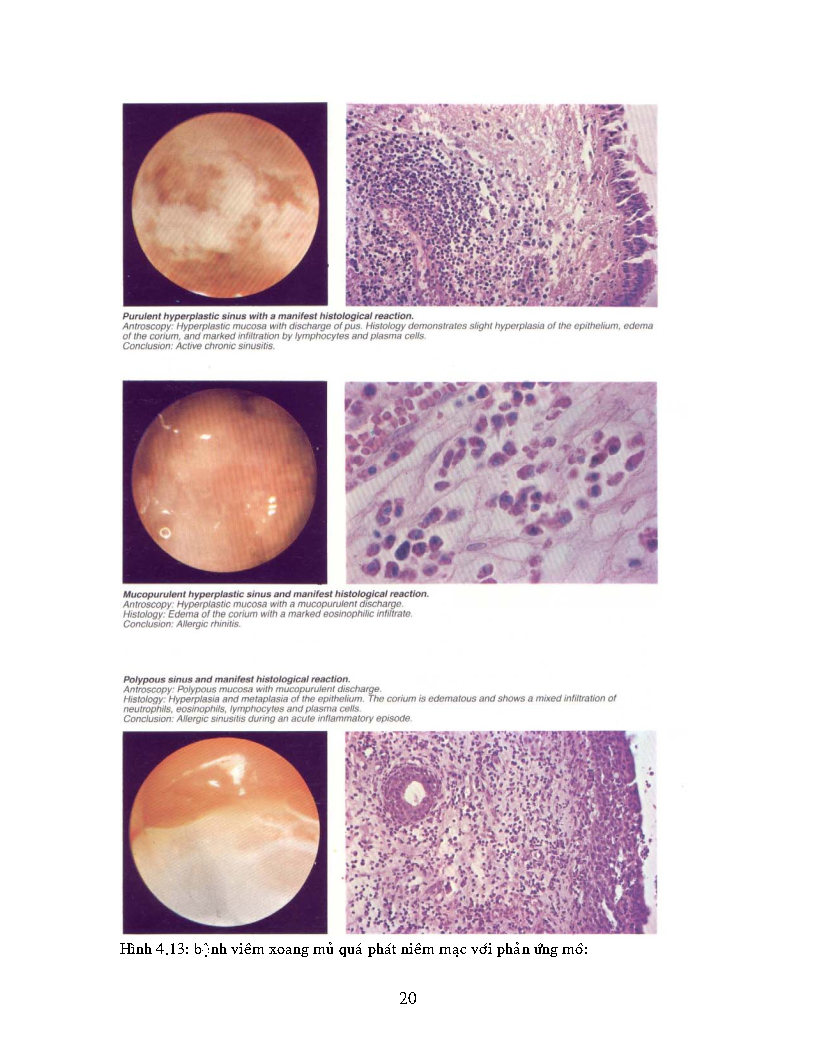 Purulent hyperplastic sinus with a manifest histological reaction.
Antroscopy: Hyperplastic mucosa with discharge of pus. Histology demonstrates slight hyperplasia of the epithelium, edema
of the corium, and marked infiltration by lymphocytes and plasma cells.
Conclusion: Active chronic sinusitis.
Mucopurulent hyperplastic sinus and manifest histological reaction.
Antroscopy: Hyperplastic mucosa with a mucopurulent discharge.
Histology: Edema of the corium with a marked eosinophilic infiltrate.
Conclusion: Allergic rhinitis.
Polypous sinus and manifest histological reaction.
Antroscopy: Polypous mucosa with mucopurulent discharge.
Histology: Hyperplasia and metaplasia of the epithelium. The corium is edematous and shows a mixed infiltration of
neutrophils, eosinophils, lymphocytes and plasma cells.
Conclusion: Allergic sinusitis during an acute inflammatory episode.
Hình 4.13: bệnh viêm xoang mủ quá phát niêm mạc với phản ứng mô:
20